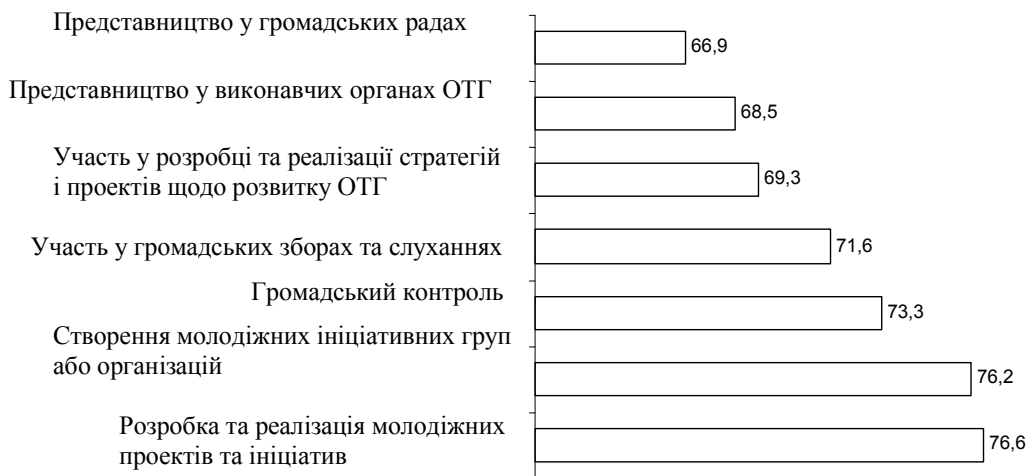 Представництво у громадських радах
66,9
Представництво у виконавчих органах ОТГ
68,5
Участь у розробці та реалізації стратегій
і проектів щодо розвитку ОТГ
69,3
Участь у громадських зборах та слуханнях
71,6
Громадський контроль
73,3
Створення молодіжних ініціативних груп
або організацій
76,2
Розробка та реалізація молодіжних
проектів та ініціатив
76,6